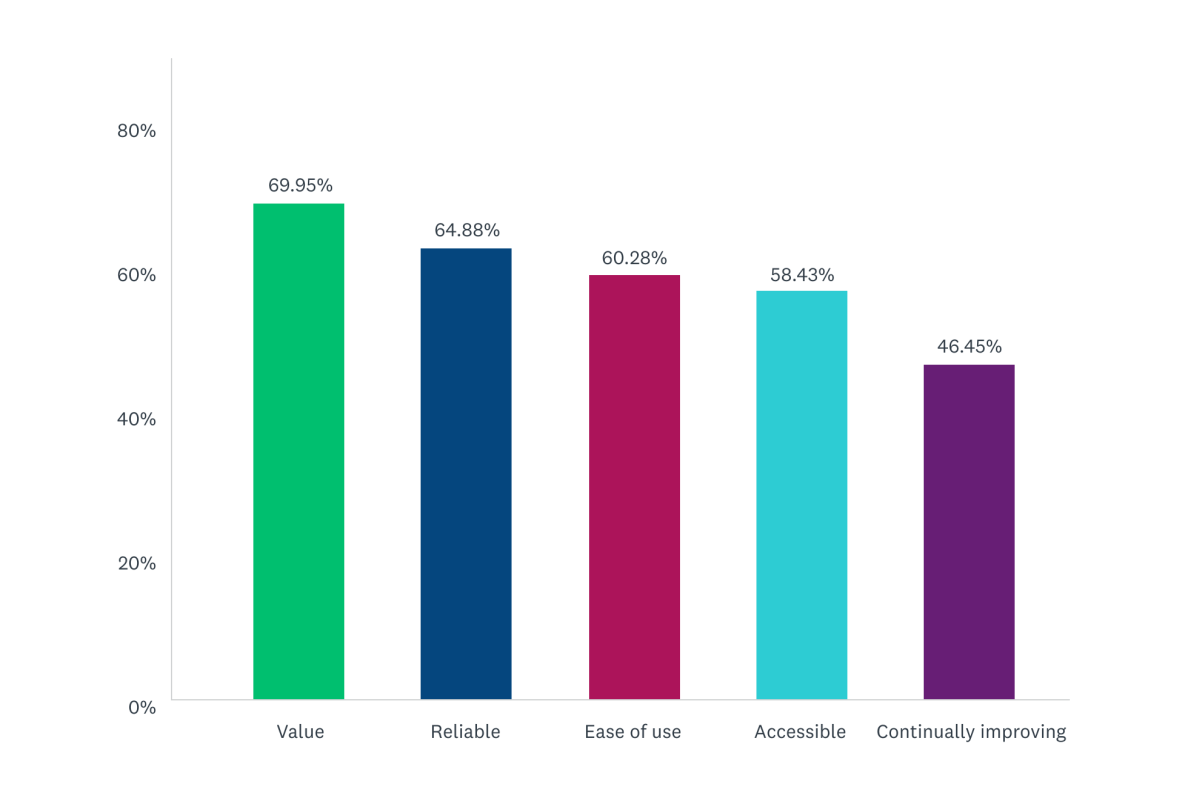 80%
69.95%
64.88%
60%
60.28%
58.43%
46.45%
40%
20%
0%
Value
Reliable
Ease of use
Accessible
Continually improving